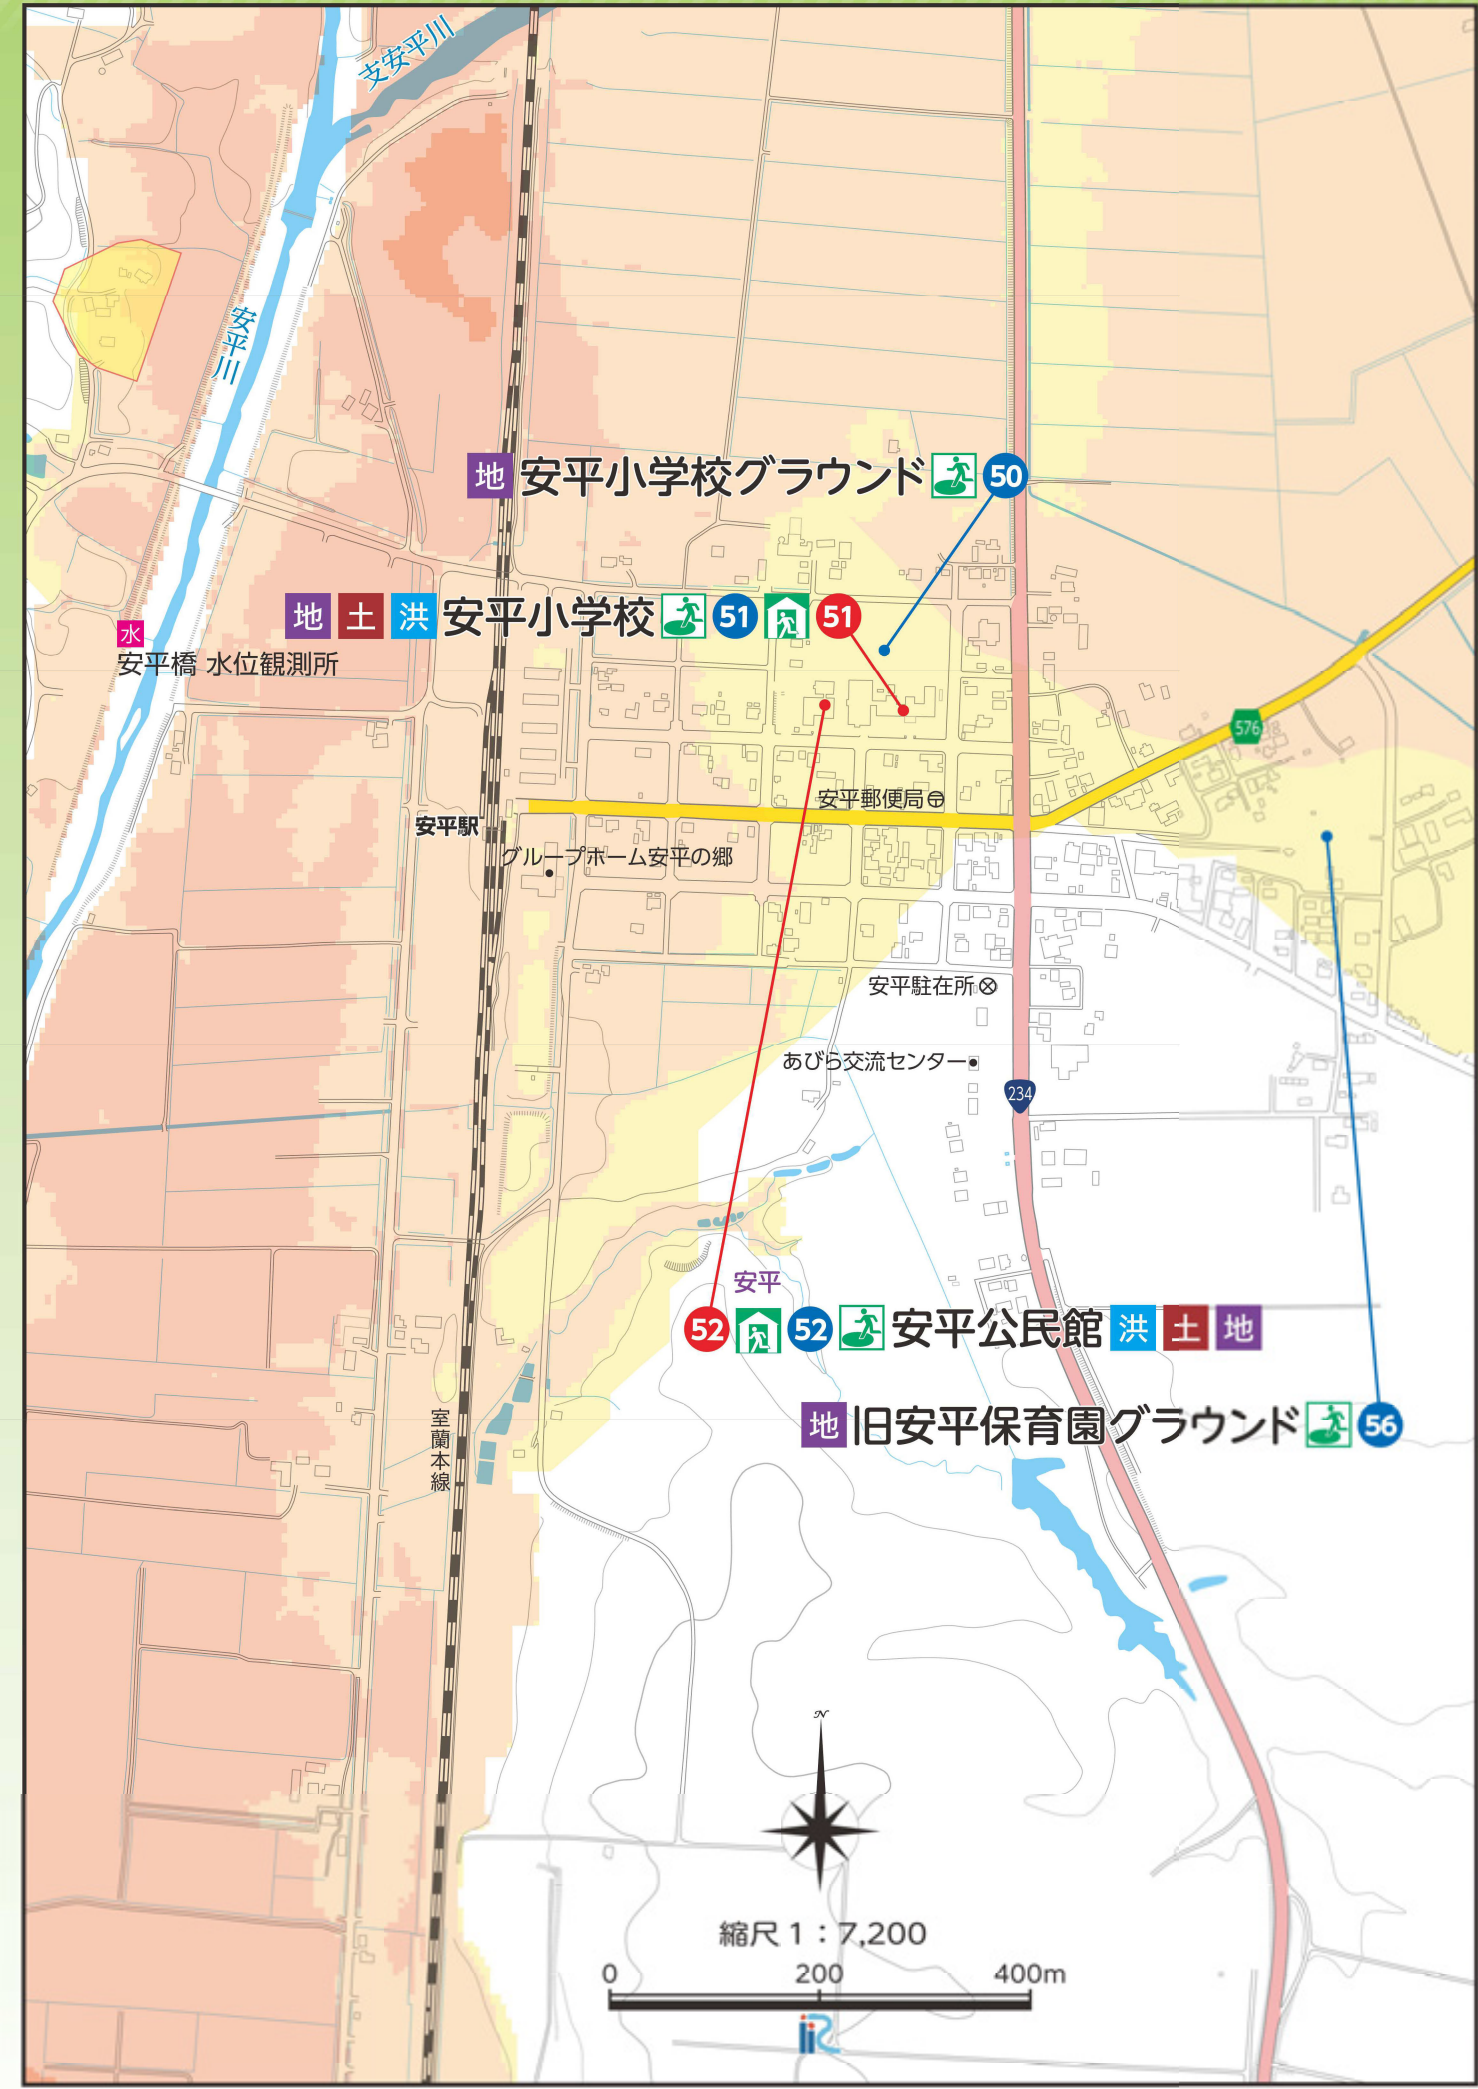 支安平川
安平川
地 安平小学校グラウンド 50
地 土 洪 安平小学校 51 51
水
安平橋 水位観測所
576
安平郵便局
安平駅
グループホーム安平の郷
安平駐在所
あびら交流センター
234
安平
52 52 安平公民館 洪 土 地
地 旧安平保育園グラウンド 56
室蘭本線
N
縮尺 1：7,200
0 200 400m